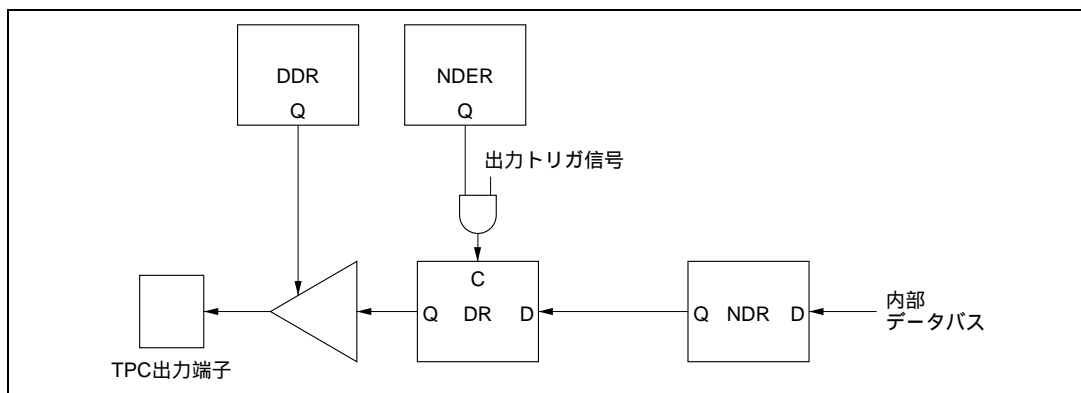 DDR
Q
NDER
Q
出力トリガ信号
C
Q DR D
Q NDR D
内部
データバス
TPC出力端子